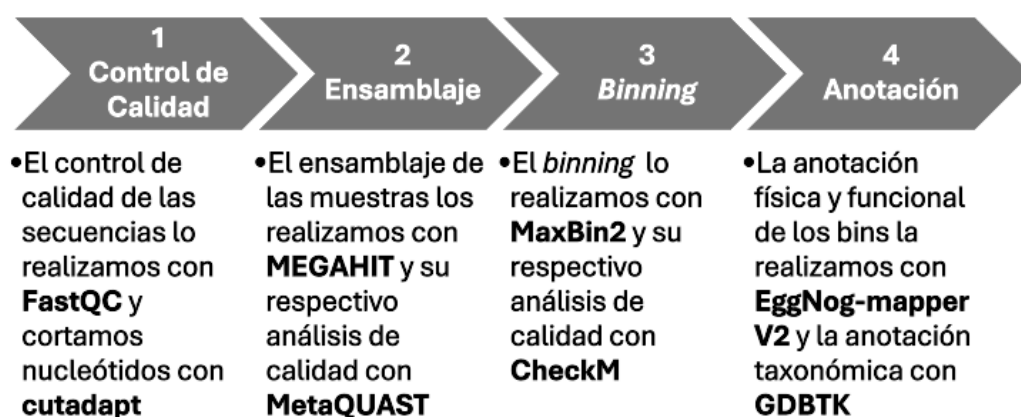 1
Control de
Calidad
2
Ensamblaje
3
Binning
4
Anotación
•El control de
calidad de las
secuencias lo
realizamos con
FastQC y
cortamos
nucleótidos con
cutadapt
•El ensamblaje de
las muestras los
realizamos con
MEGAHIT y su
respectivo
análisis de
calidad con
MetaQUAST
•El binning lo
realizamos con
MaxBin2 y su
respectivo
análisis de
calidad con
CheckM
•La anotación
física y funcional
de los bins la
realizamos con
EggNog-mapper
V2 y la anotación
taxonómica con
GDBTK